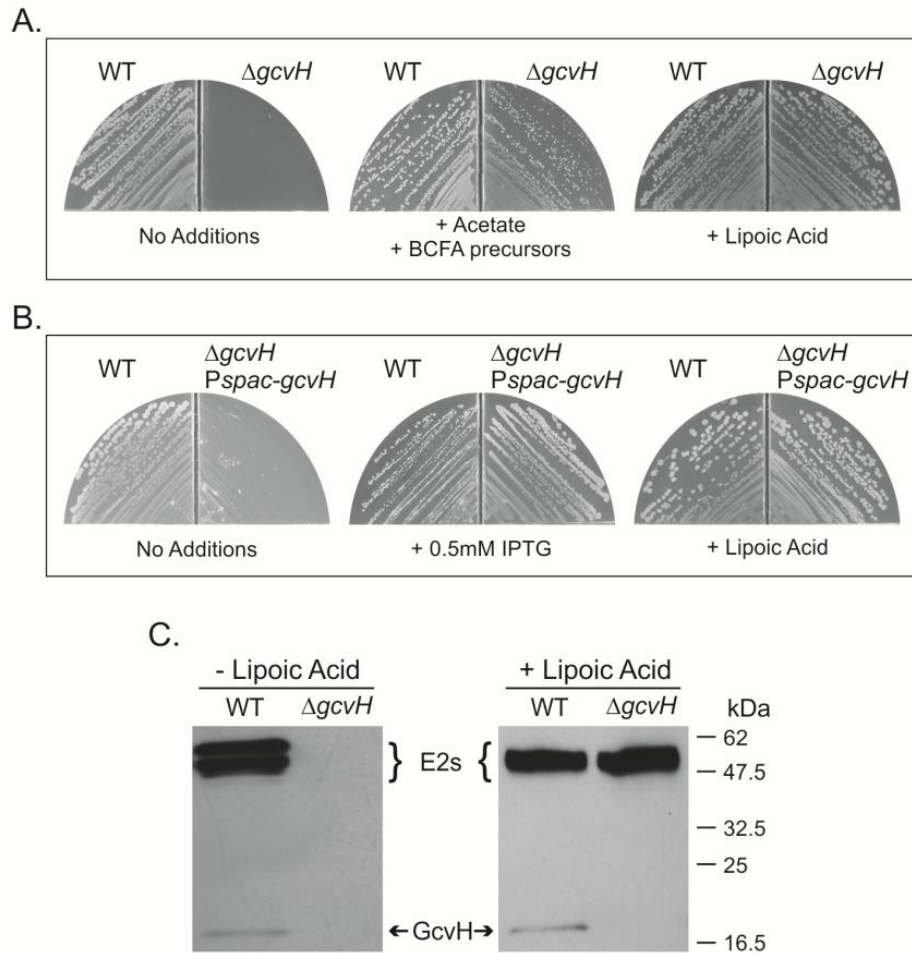 A.
WT ΔgcvH WT ΔgcvH WT ΔgcvH
No Additions + Acetate + Lipoic Acid
+ BCFA precursors
B.
WT ΔgcvH WT ΔgcvH WT ΔgcvH
Pspac-gcvH Pspac-gcvH Pspac-gcvH
No Additions + 0.5mM IPTG + Lipoic Acid
C.
- Lipoic Acid + Lipoic Acid
WT ΔgcvH WT ΔgcvH kDa
62
} E2s {
47.5
32.5
25
←GcvH→
16.5